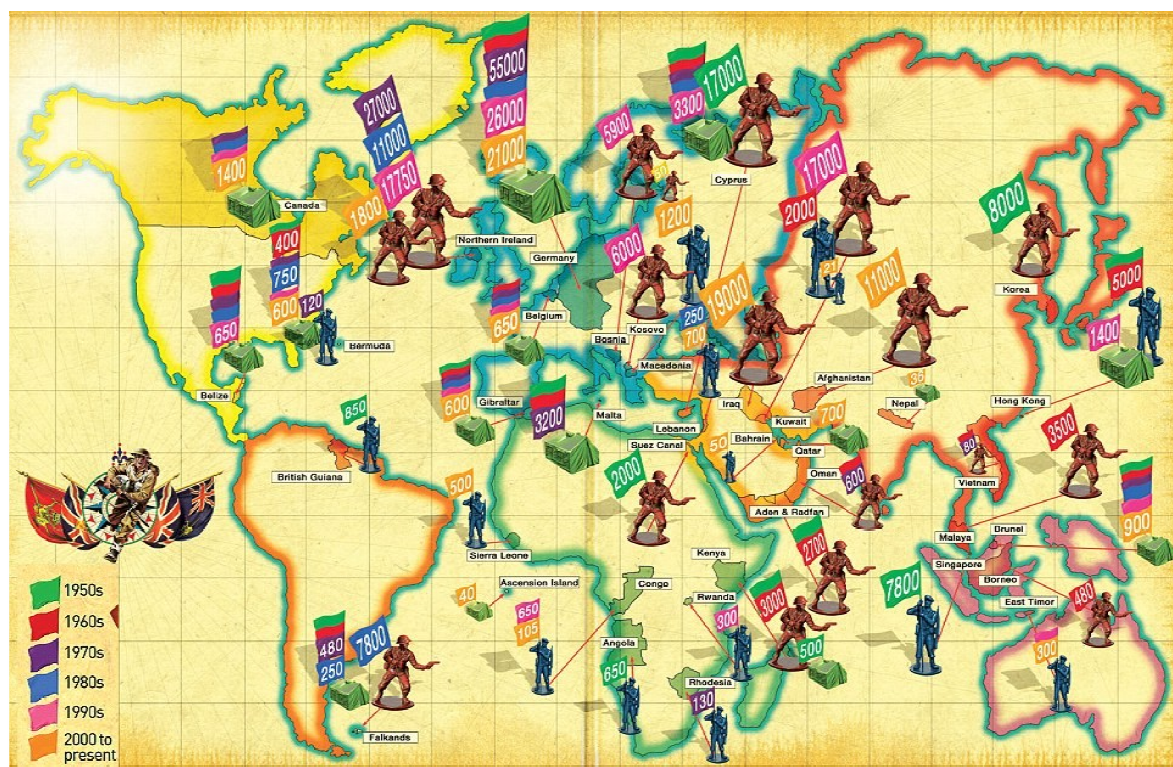 55000
26000
21000
27000
11000
17750
1800
1400
Canada
400
750
600
120
Bermuda
650
Belize
Northern Ireland
Germany
5900
3300
17000
Cyprus
17000
2000
21
1200
6000
19000
250
700
11000
8000
Korea
5000
1400
Hong Kong
650
Belgium
Bosnia
Kosovo
Macedonia
600
Gibraltar
3200
Malta
Lebanon
Suez Canal
Iraq
Kuwait
Afghanistan
Nepal
36
700
Bahrain
50
Qatar
Oman
600
Aden & Radfan
80
Vietnam
3500
Malaya
Brunei
900
Singapore
Borneo
East Timor
480
300
7800
850
British Guiana
500
Sierra Leone
2000
40
Ascension Island
650
105
Congo
Kenya
Rwanda
2700
3000
500
300
Angola
650
Rhodesia
130
480
250
7800
Falkands
1950s
1960s
1970s
1980s
1990s
2000 to
present